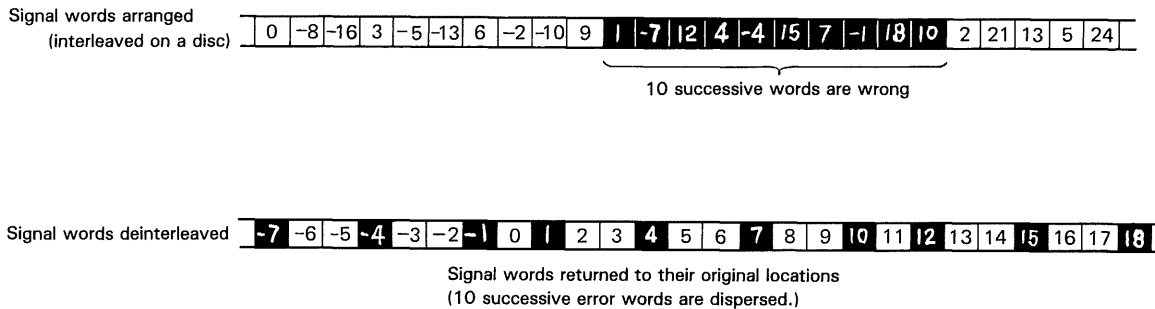 Signal words arranged
(interleaved on a disc)
0 -8 -16 3 -5 -13 6 -2 -10 9 1 -7 12 4 -4 15 7 -1 18 10 2 21 13 5 24
10 successive words are wrong
Signal words deinterleaved
-7 -6 -5 -4 -3 -2 -1 0 1 2 3 4 5 6 7 8 9 10 11 12 13 14 15 16 17 18
Signal words returned to their original locations
(10 successive error words are dispersed.)